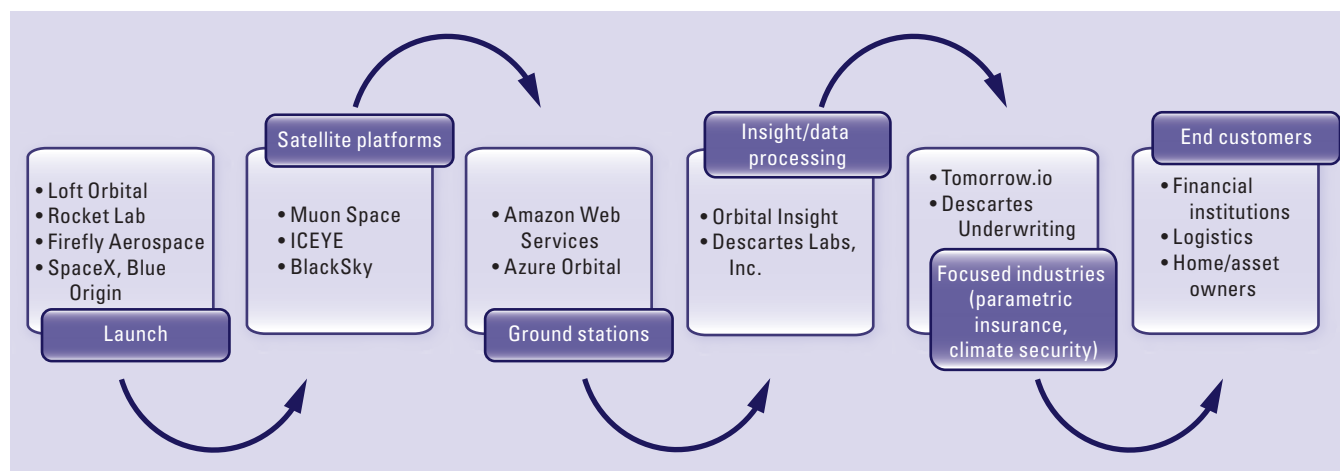 • Loft Orbital
• Rocket Lab
• Firefly Aerospace
• SpaceX, Blue
Origin
Launch
Satellite platforms
• Muon Space
• ICEYE
• BlackSky
• Amazon Web
Services
• Azure Orbital
Ground stations
Insight/data
processing
• Orbital Insight
• Descartes Labs,
Inc.
• Tomorrow.io
• Descartes
Underwriting
Focused industries
(parametric
insurance,
climate security)
End customers
• Financial
institutions
• Logistics
• Home/asset
owners